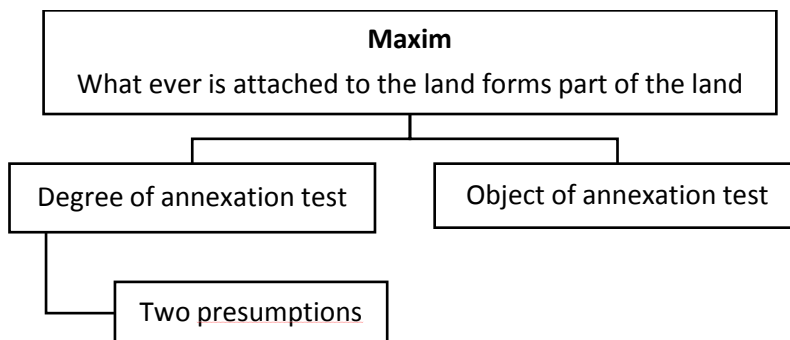 Maxim
What ever is attached to the land forms part of the land
Degree of annexation test
Object of annexation test
Two presumptions